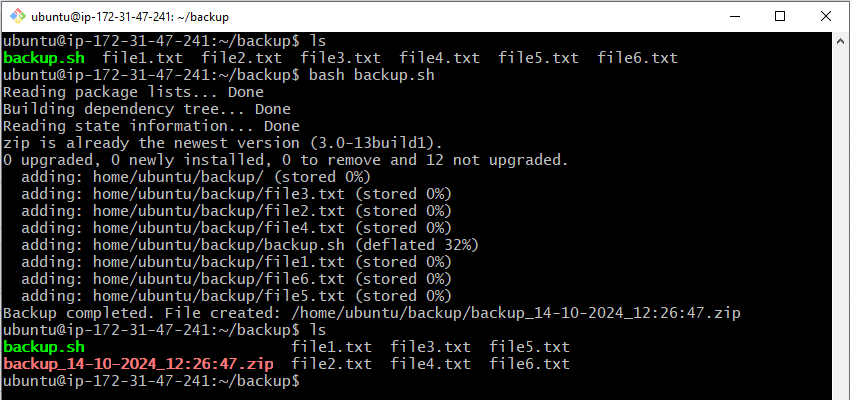 ubuntu@ip-172-31-47-241: ~/backup
ubuntu@ip-172-31-47-241:~/backup$ ls
backup.sh  file1.txt  file2.txt  file3.txt  file4.txt  file5.txt  file6.txt
ubuntu@ip-172-31-47-241:~/backup$ bash backup.sh
Reading package lists... Done
Building dependency tree... Done
Reading state information... Done
zip is already the newest version (3.0-13build1).
0 upgraded, 0 newly installed, 0 to remove and 12 not upgraded.
  adding: home/ubuntu/backup/ (stored 0%)
  adding: home/ubuntu/backup/file3.txt (stored 0%)
  adding: home/ubuntu/backup/file2.txt (stored 0%)
  adding: home/ubuntu/backup/file4.txt (stored 0%)
  adding: home/ubuntu/backup/backup.sh (deflated 32%)
  adding: home/ubuntu/backup/file1.txt (stored 0%)
  adding: home/ubuntu/backup/file6.txt (stored 0%)
  adding: home/ubuntu/backup/file5.txt (stored 0%)
Backup completed. File created: /home/ubuntu/backup/backup_14-10-2024_12:26:47.zip
ubuntu@ip-172-31-47-241:~/backup$ ls
backup.sh                       file1.txt  file3.txt  file5.txt
backup_14-10-2024_12:26:47.zip  file2.txt  file4.txt  file6.txt
ubuntu@ip-172-31-47-241:~/backup$